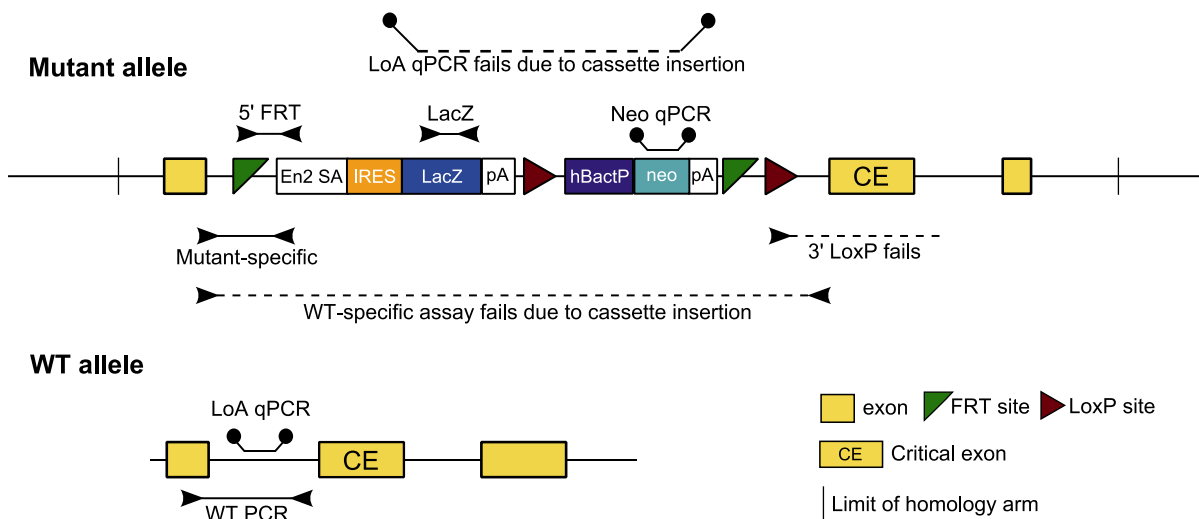 LoA qPCR fails due to cassette insertion
Mutant allele
5' FRT
LacZ
Neo qPCR
En2 SA
IRES
LacZ
pA
hBactP
neo
pA
CE
Mutant-specific
3' LoxP fails
WT-specific assay fails due to cassette insertion
WT allele
LoA qPCR
CE
WT PCR
exon
FRT site
LoxP site
CE
Critical exon
Limit of homology arm